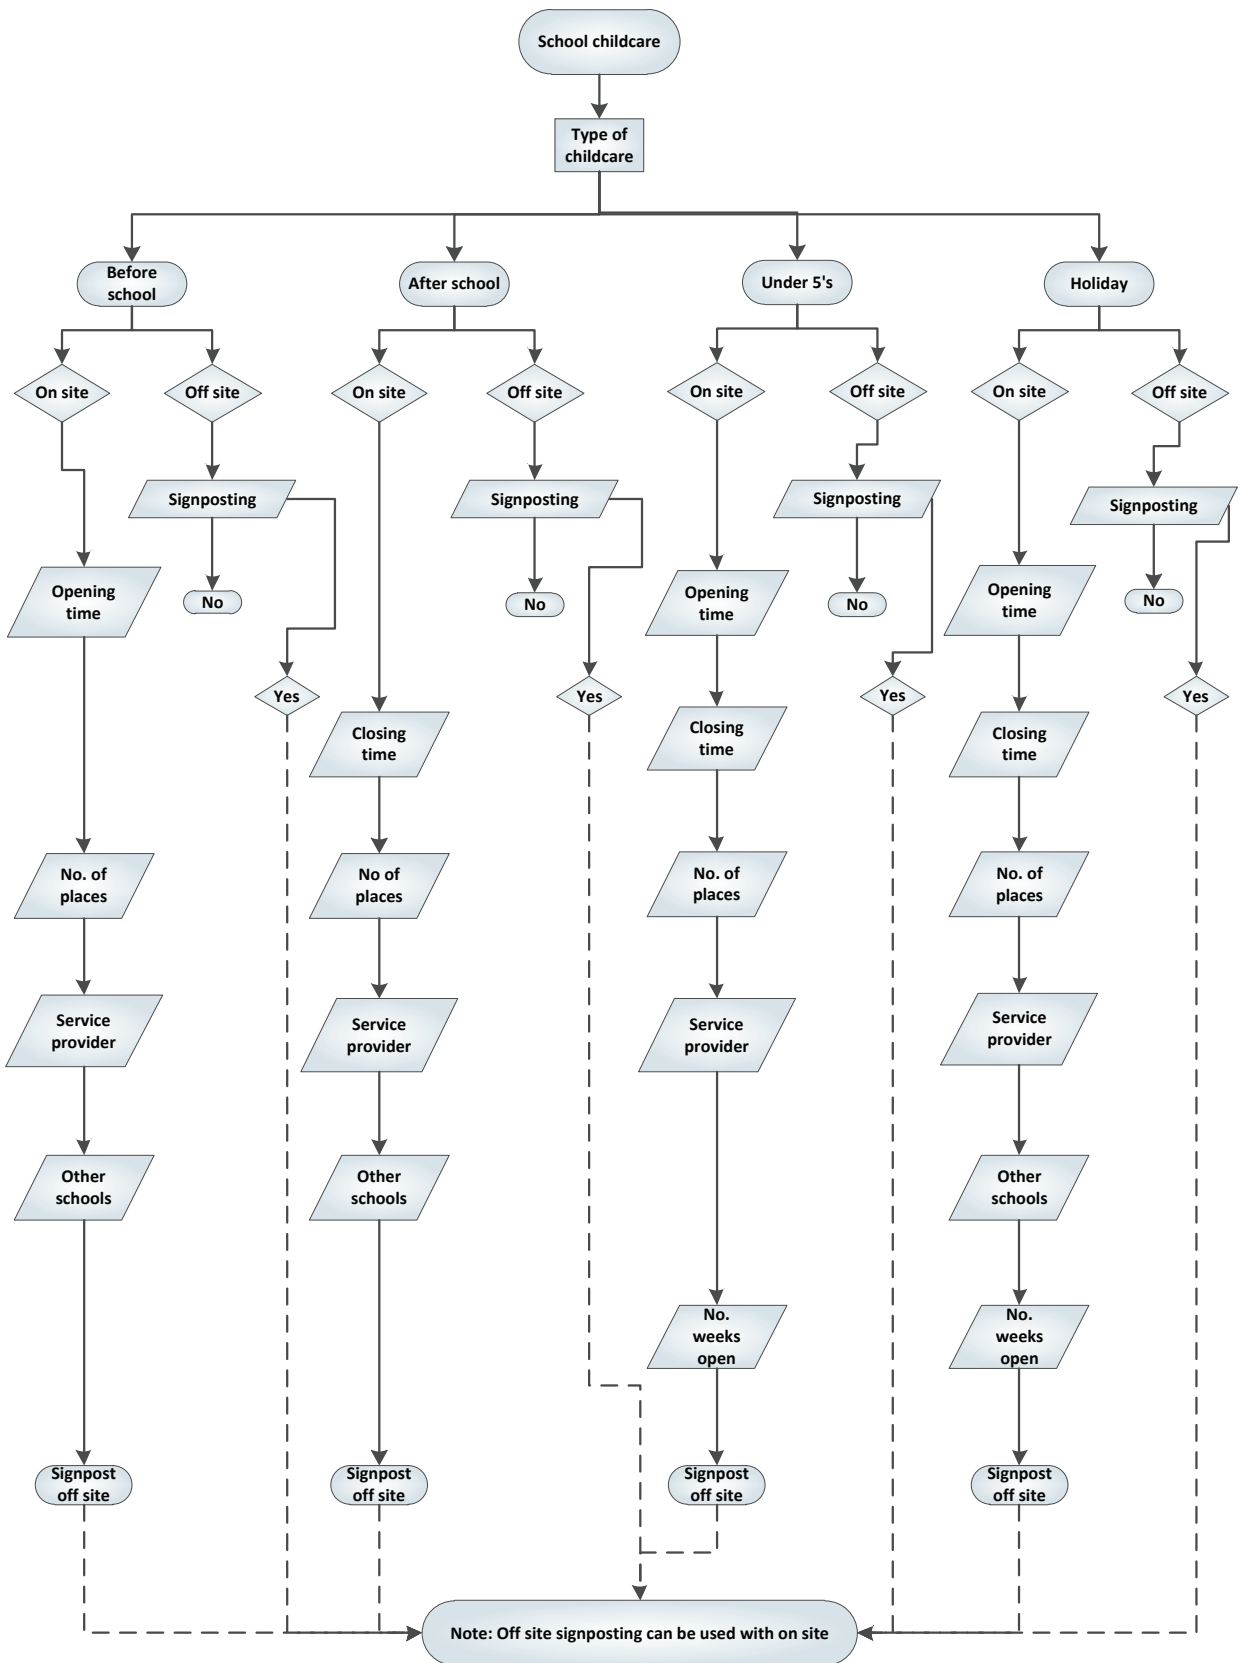 School childcare
Type of
childcare
Before
school
After school
Under 5's
Holiday
On site
Off site
On site
Off site
On site
Off site
On site
Off site
Signposting
Signposting
Signposting
Signposting
Opening
time
No
No
Opening
time
No
Opening
time
No
Yes
Yes
Yes
Yes
Closing
time
Closing
time
Closing
time
No. of
places
No of
places
No. of
places
No. of
places
Service
provider
Service
provider
Service
provider
Service
provider
Other
schools
Other
schools
Other
schools
No.
weeks
open
No.
weeks
open
Signpost
off site
Signpost
off site
Signpost
off site
Signpost
off site
Note: Off site signposting can be used with on site